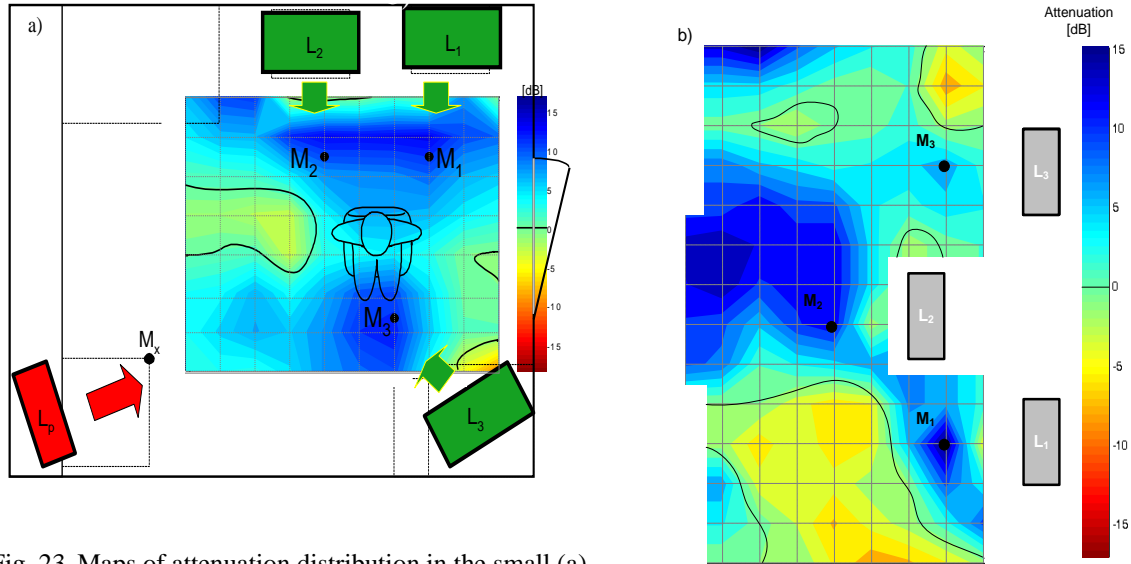 a)
L2
L1
[dB]
15
10
5
0
-5
-10
-15
M2
M1
M3
Mx
Lp
L3
b)
Attenuation
[dB]
15
10
5
0
-5
-10
-15
M3
L3
M2
L2
M1
L1
Fig. 23. Maps of attenuation distribution in the small (a)